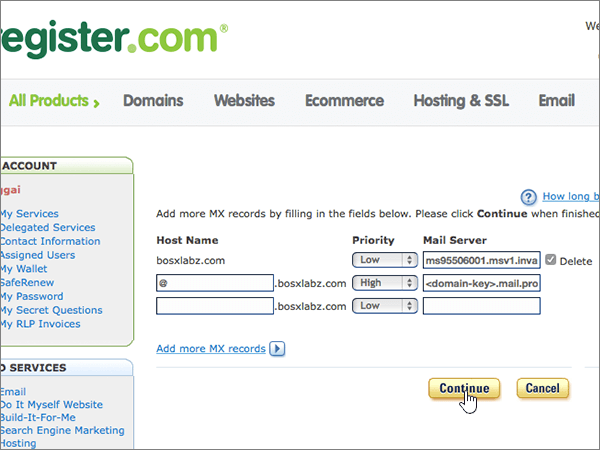 register.com®
We
All Products > Domains Websites Ecommerce Hosting & SSL Email
ACCOUNT
ggai
My Services
Delegated Services
Contact Information
Assigned Users
My Wallet
SafeRenew
My Password
My Secret Questions
My RLP Invoices
O SERVICES
Email
Do It Myself Website
Build-It-For-Me
Search Engine Marketing
Hosting
? How long b
Add more MX records by filling in the fields below. Please click Continue when finished
Host Name Priority Mail Server
bosxlabz.com Low ms95506001.msv1.inva Delete
@ .bosxlabz.com High <domain-key>.mail.pro
.bosxlabz.com Low
Add more MX records
Continue Cancel